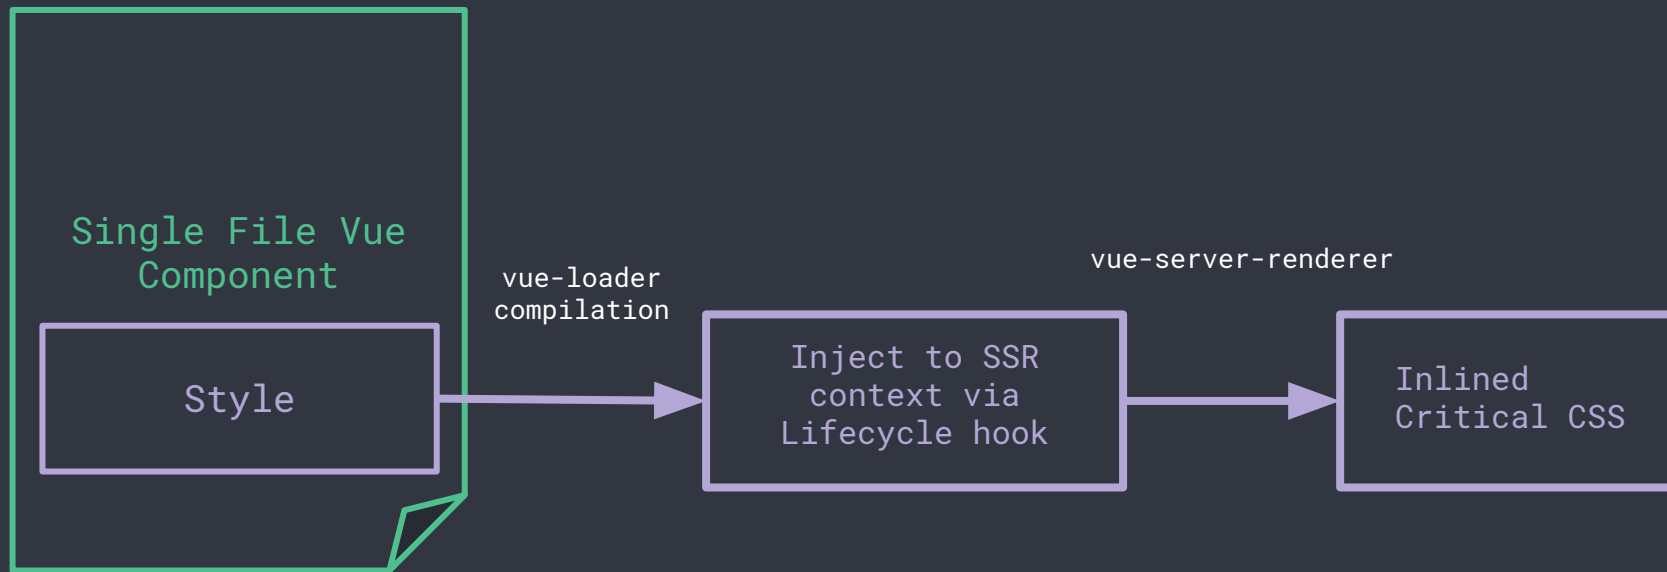 Single File Vue
Component
Style
vue-loader
compilation
Inject to SSR
context via
Lifecycle hook
vue-server-renderer
Inlined
Critical CSS